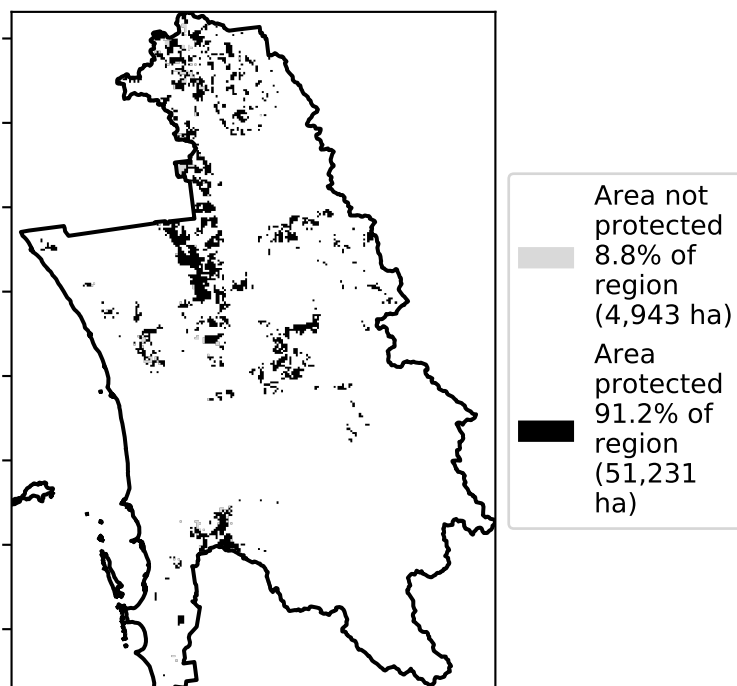 Area not
protected
8.8% of
region
(4,943 ha)
Area
protected
91.2% of
region
(51,231
ha)